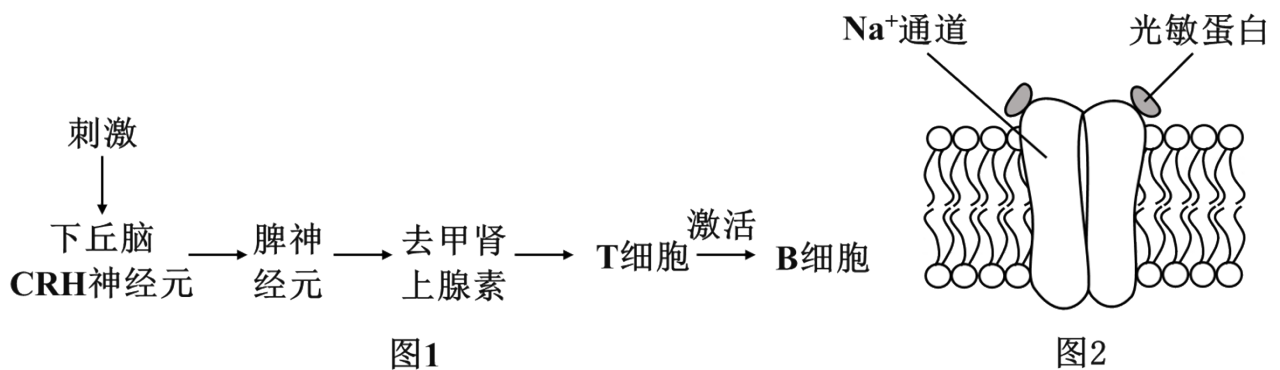 刺激
下丘脑
CRH神经元
脾神
经元
去甲肾
上腺素
T细胞
激活
B细胞
图1
Na⁺通道
光敏蛋白
图2